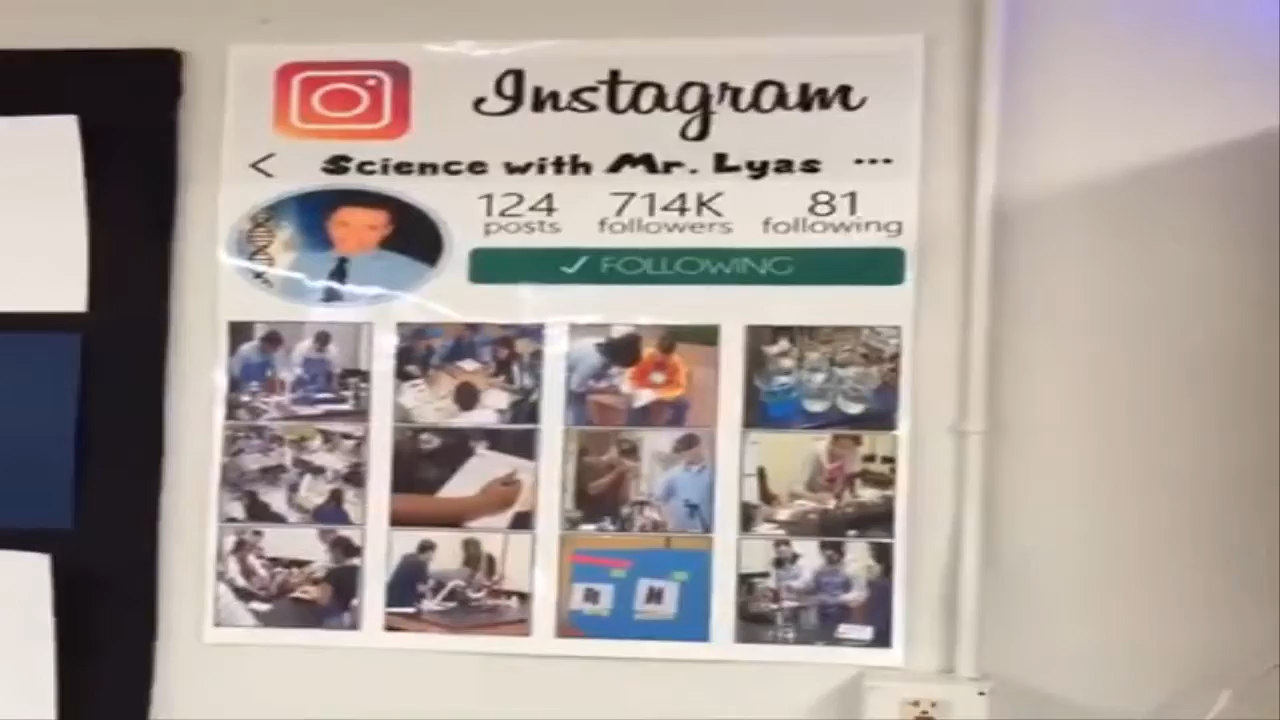 Instagram
< Science with Mr. Lyas ...
124 714K 81
posts followers following
✓ FOLLOWING